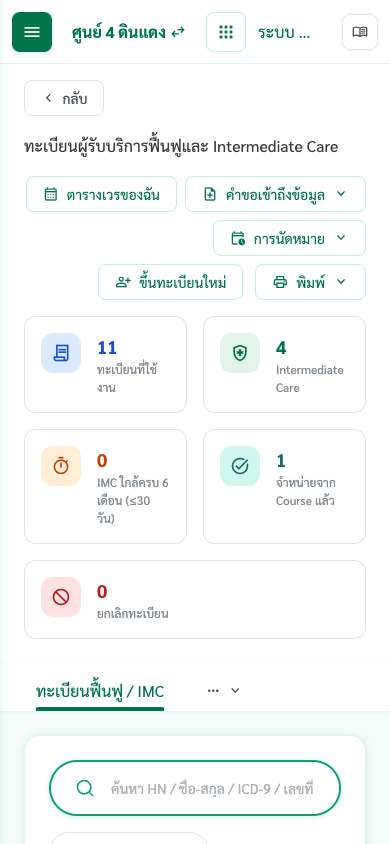 ศูนย์ 4 ดินแดง
ระบบ ...
กลับ
ทะเบียนผู้รับบริการฟื้นฟูและ Intermediate Care
ตารางเวรของฉัน
คำขอเข้าถึงข้อมูล
การนัดหมาย
ขึ้นทะเบียนใหม่
พิมพ์
11
ทะเบียนที่ใช้
งาน
4
Intermediate
Care
0
IMC ใกล้ครบ 6
เดือน (≤30
วัน)
1
จำหน่ายจาก
Course แล้ว
0
ยกเลิกทะเบียน
ทะเบียนฟื้นฟู / IMC
...
ค้นหา HN / ชื่อ-สกุล / ICD-9 / เลขที่